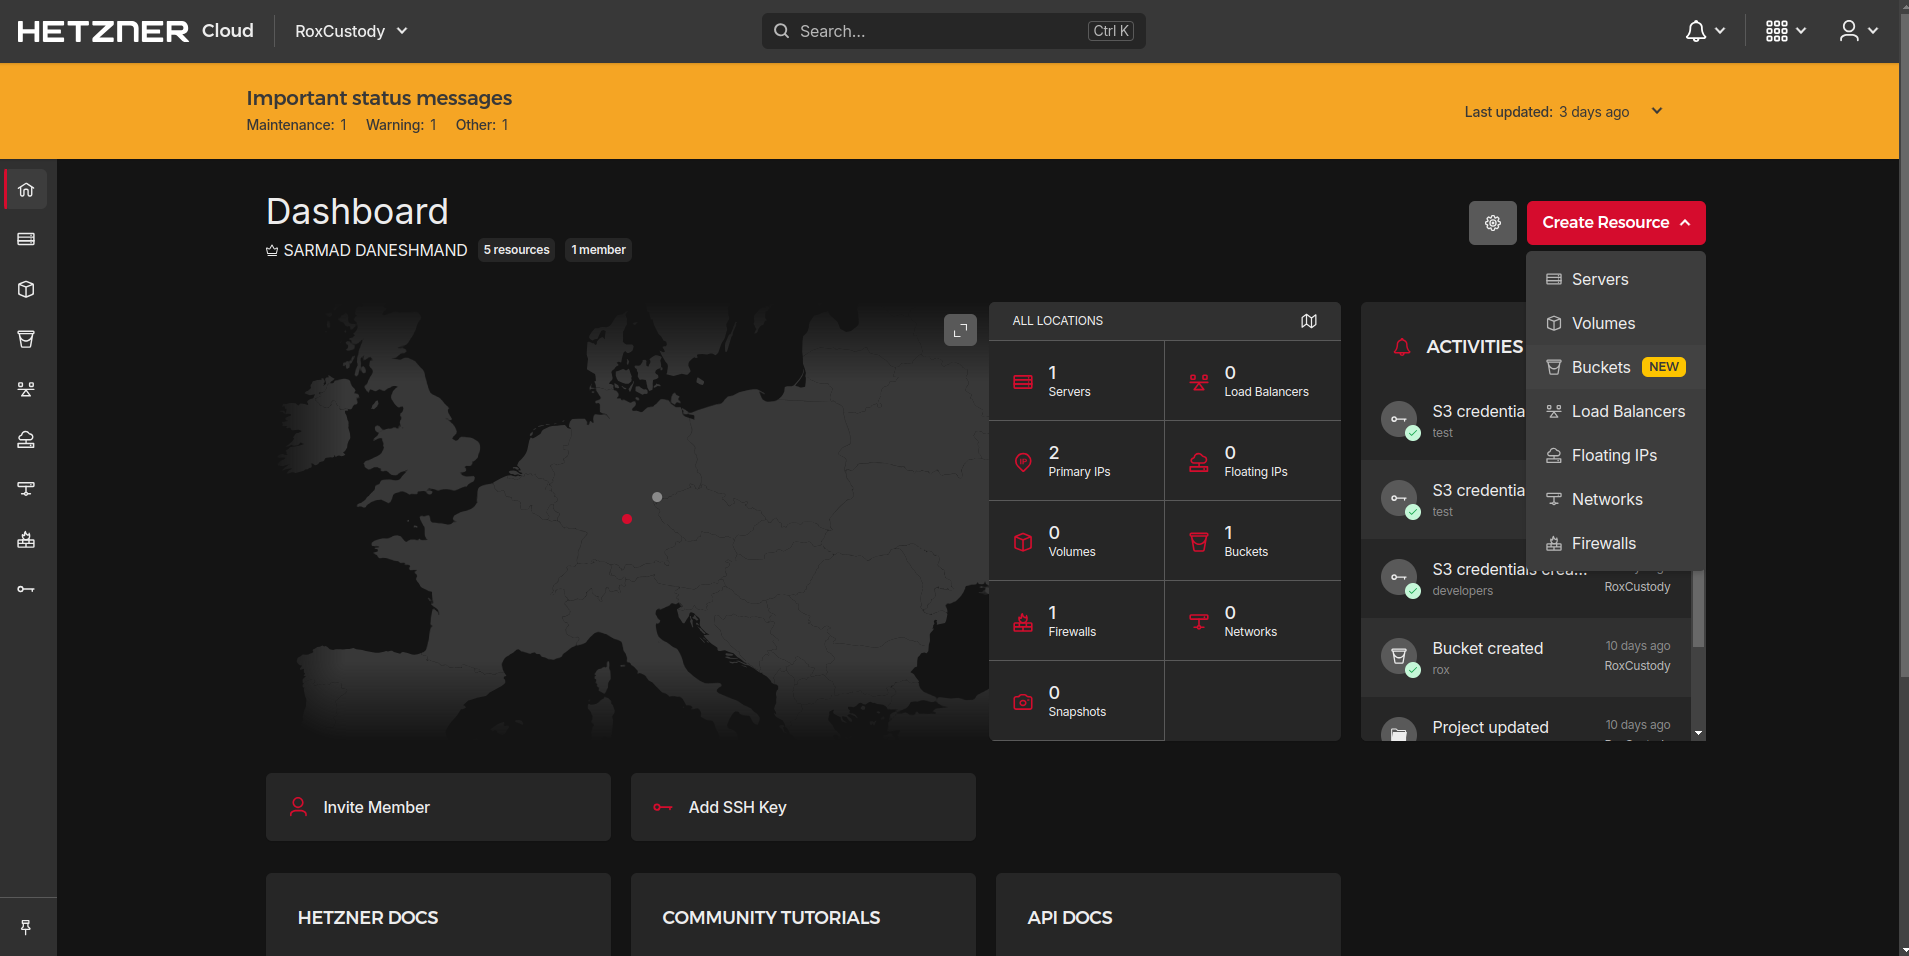 HETZNER Cloud
RoxCustody
Search...
Ctrl K
Important status messages
Maintenance: 1 Warning: 1 Other: 1
Last updated: 3 days ago
Dashboard
SARMAD DANESHMAND 5 resources 1 member
Create Resource
Servers
Volumes
Buckets NEW
Load Balancers
Floating IPs
Networks
Firewalls
ALL LOCATIONS
1
Servers
0
Load Balancers
2
Primary IPs
0
Floating IPs
0
Volumes
1
Buckets
1
Firewalls
0
Networks
0
Snapshots
ACTIVITIES
S3 credentia
test
S3 credentia
test
S3 credentials crea...
developers
RoxCustody
Bucket created
10 days ago
rox
RoxCustody
Project updated
10 days ago
Invite Member
Add SSH Key
HETZNER DOCS
COMMUNITY TUTORIALS
API DOCS